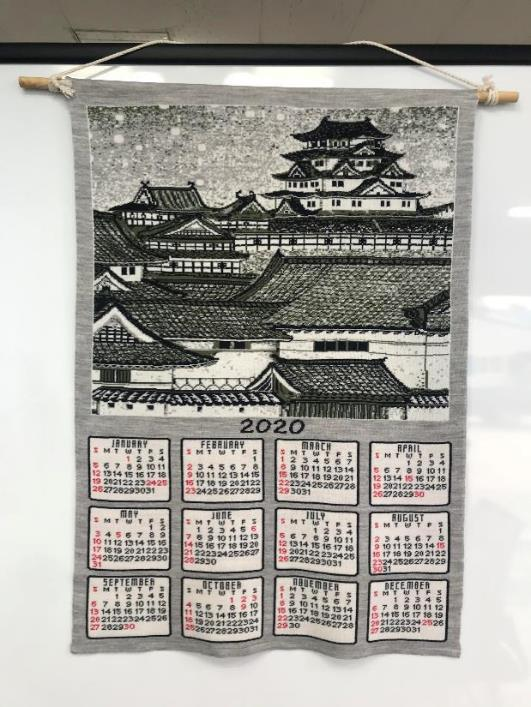 2020
JANUARY
S M T W T F S
1 2 3 4
5 6 7 8 9 10 11
12 13 14 15 16 17 18
19 20 21 22 23 24 25
26 27 28 29 30 31
FEBRUARY
S M T W T F S
1
2 3 4 5 6 7 8
9 10 11 12 13 14 15
16 17 18 19 20 21 22
23 24 25 26 27 28 29
MARCH
S M T W T F S
1 2 3 4 5 6 7
8 9 10 11 12 13 14
15 16 17 18 19 20 21
22 23 24 25 26 27 28
29 30 31
APRIL
S M T W T F S
1 2 3 4
5 6 7 8 9 10 11
12 13 14 15 16 17 18
19 20 21 22 23 24 25
26 27 28 29 30
MAY
S M T W T F S
1 2
3 4 5 6 7 8 9
10 11 12 13 14 15 16
17 18 19 20 21 22 23
24 25 26 27 28 29 30
31
JUNE
S M T W T F S
1 2 3 4 5 6
7 8 9 10 11 12 13
14 15 16 17 18 19 20
21 22 23 24 25 26 27
28 29 30
JULY
S M T W T F S
1 2 3 4
5 6 7 8 9 10 11
12 13 14 15 16 17 18
19 20 21 22 23 24 25
26 27 28 29 30 31
AUGUST
S M T W T F S
1
2 3 4 5 6 7 8
9 10 11 12 13 14 15
16 17 18 19 20 21 22
23 24 25 26 27 28 29
30 31
SEPTEMBER
S M T W T F S
1 2 3 4 5
6 7 8 9 10 11 12
13 14 15 16 17 18 19
20 21 22 23 24 25 26
27 28 29 30
OCTOBER
S M T W T F S
1 2 3
4 5 6 7 8 9 10
11 12 13 14 15 16 17
18 19 20 21 22 23 24
25 26 27 28 29 30 31
NOVEMBER
S M T W T F S
1 2 3 4 5 6 7
8 9 10 11 12 13 14
15 16 17 18 19 20 21
22 23 24 25 26 27 28
29 30
DECEMBER
S M T W T F S
1 2 3 4 5
6 7 8 9 10 11 12
13 14 15 16 17 18 19
20 21 22 23 24 25 26
27 28 29 30 31